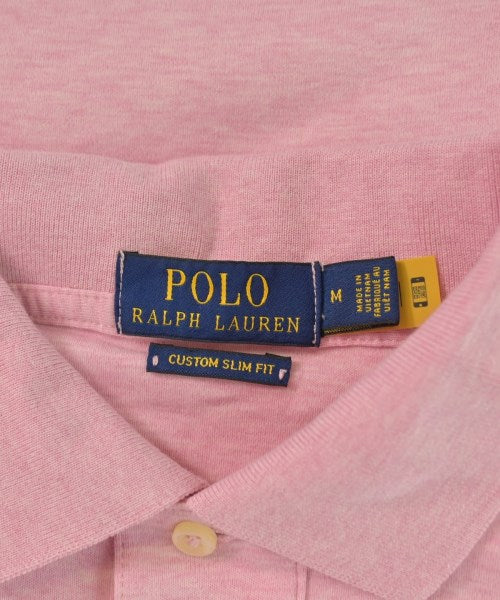 POLO
RALPH LAUREN
M
MADE IN
VIETNAM
FABRIQUÉ AU
VIÊT NAM
CUSTOM SLIM FIT